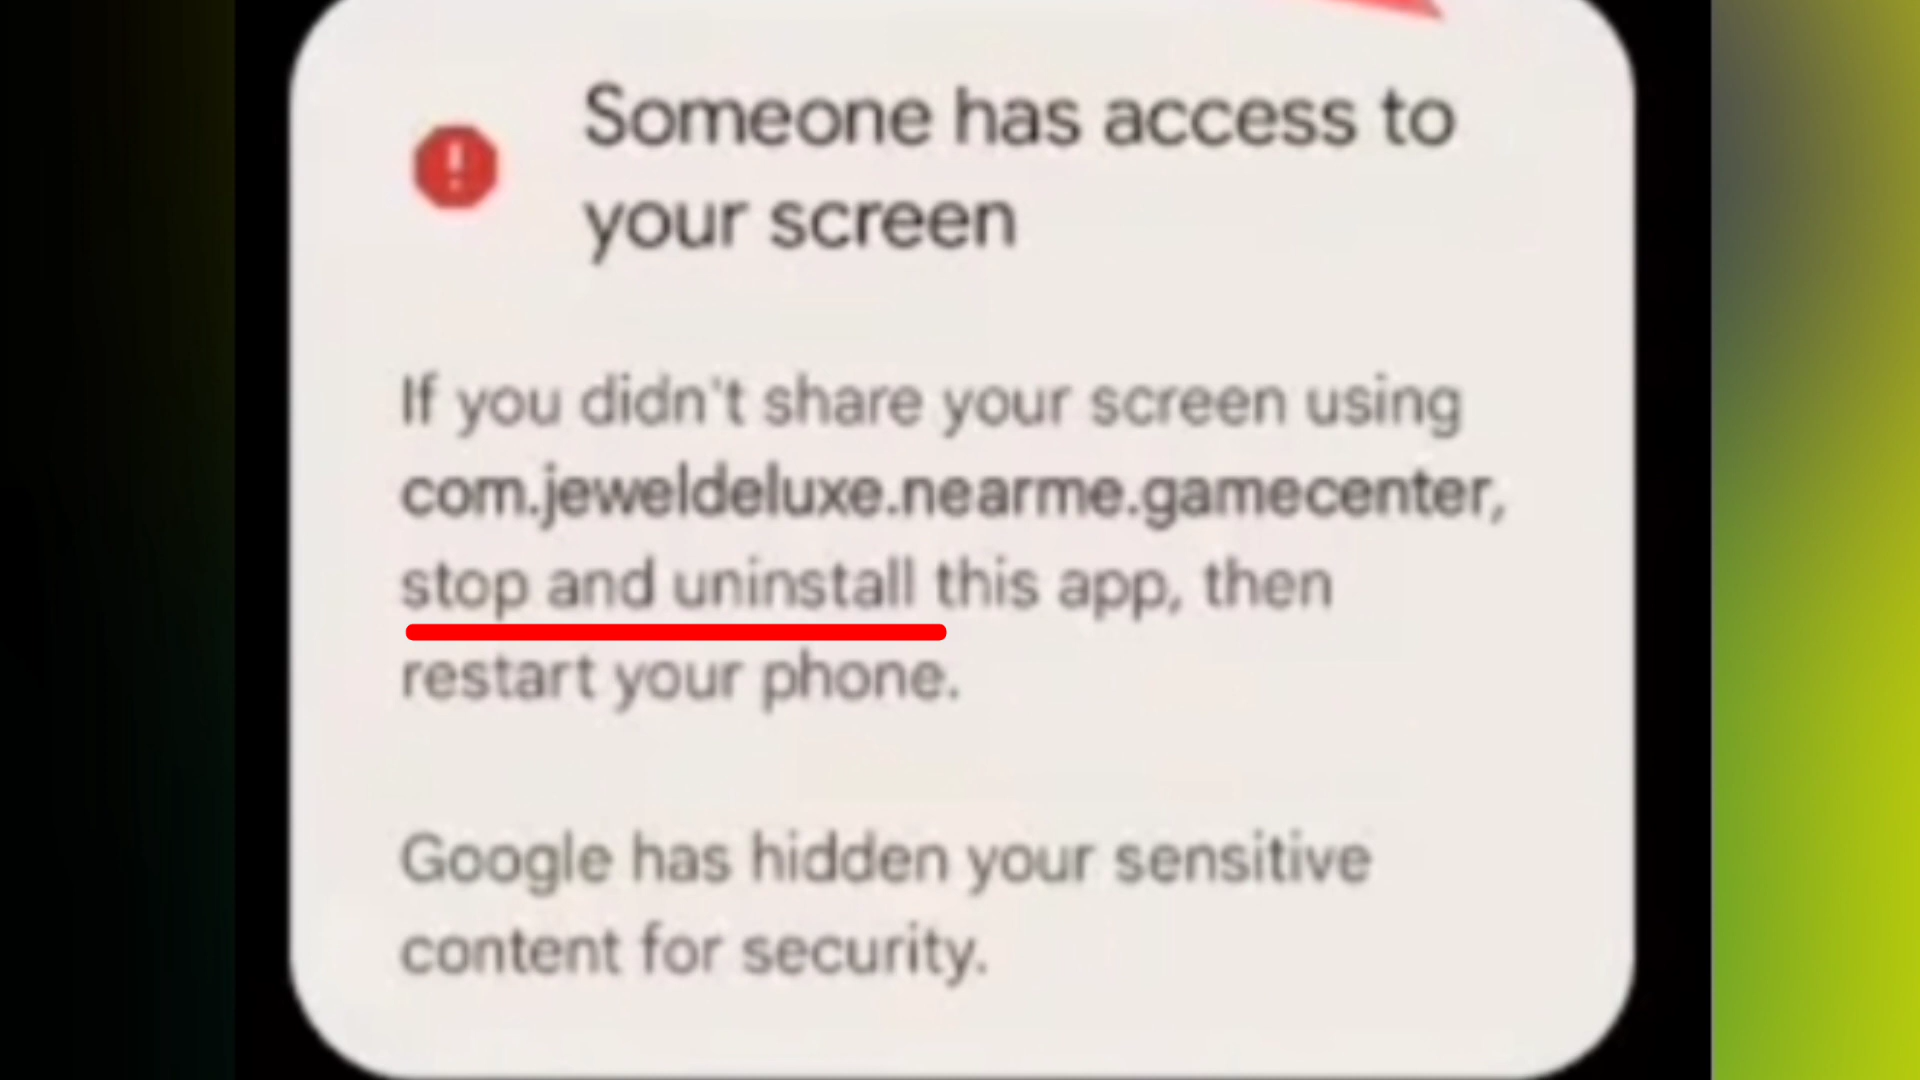 Someone has access to
your screen
If you didn't share your screen using
com.jeweldeluxe.nearme.gamecenter,
stop and uninstall this app, then
restart your phone.
Google has hidden your sensitive
content for security.